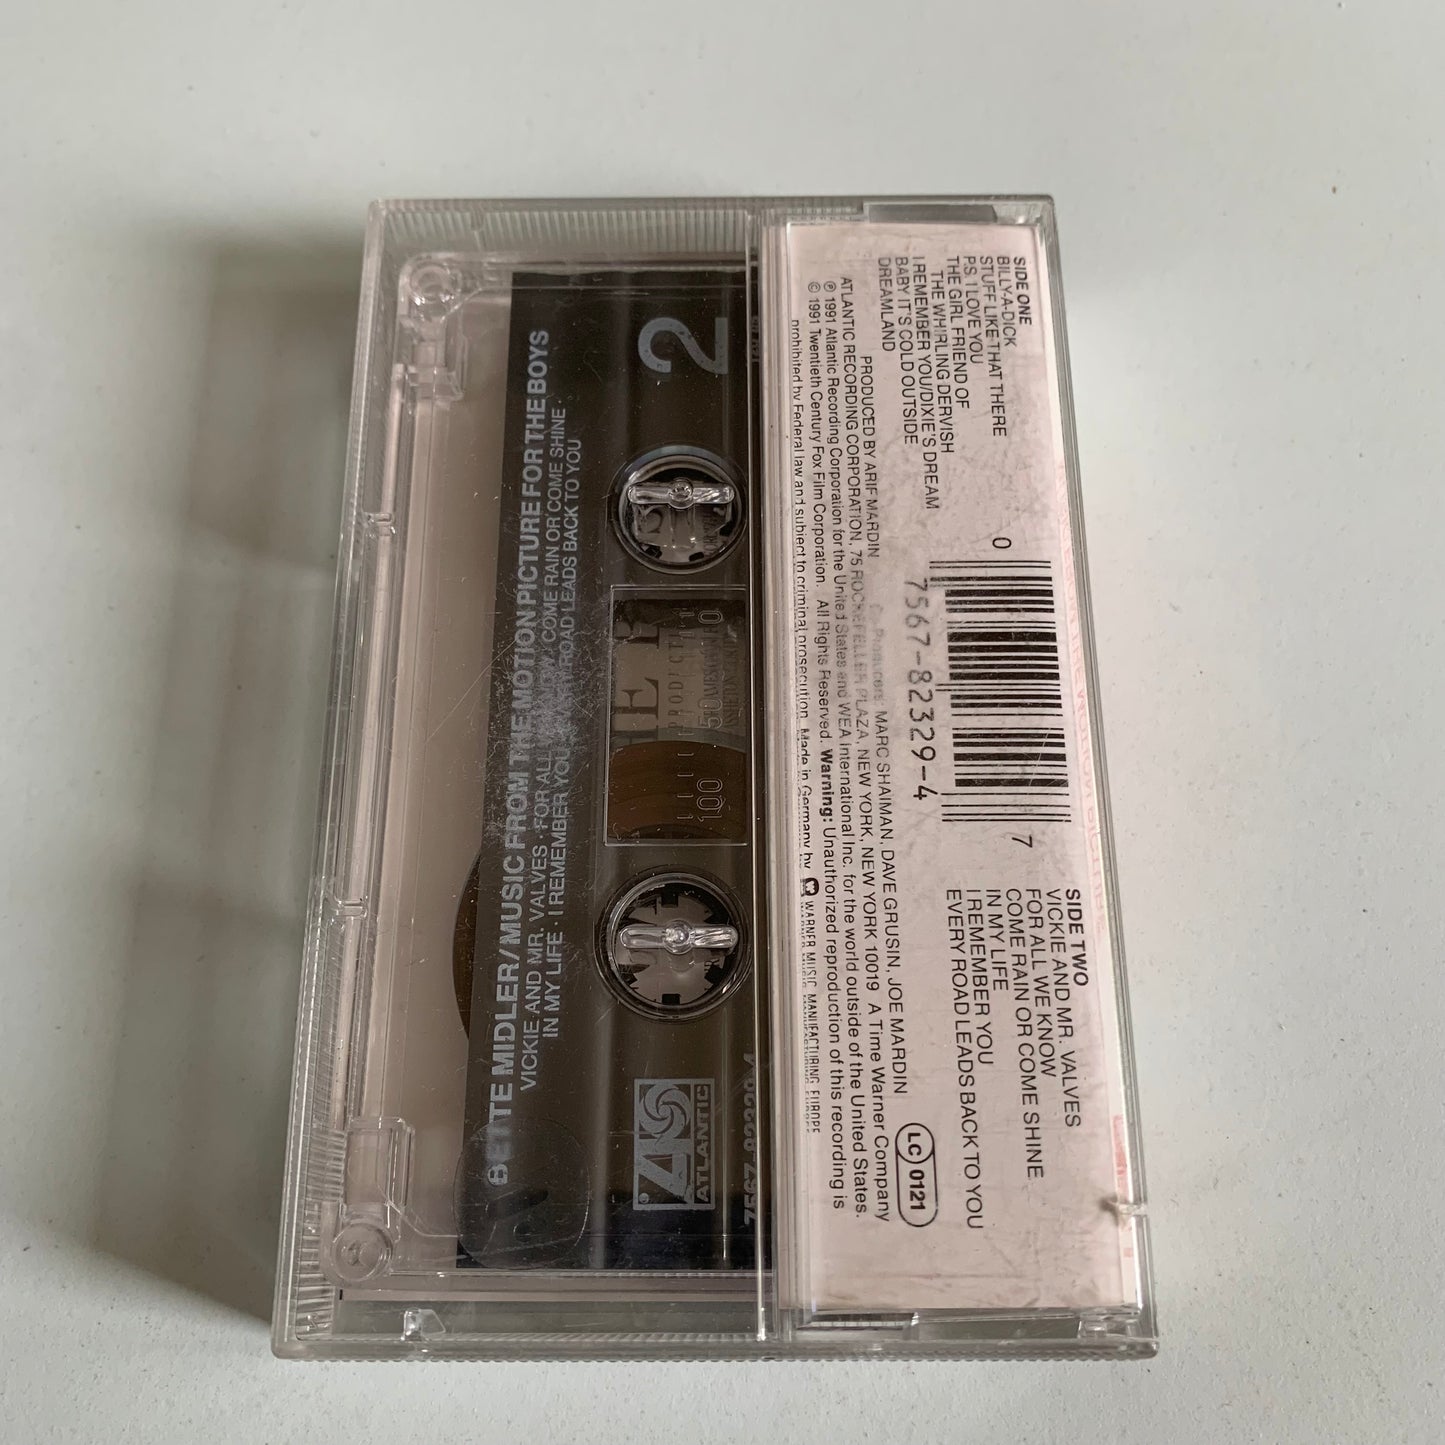 SIDE ONE
BILLY-A-DICK
STUFF LIKE THAT THERE
P.S. I LOVE YOU
THE GIRL FRIEND OF
THE WHIRLING DERVISH
I REMEMBER YOU/DIXIE'S DREAM
BABY IT'S COLD OUTSIDE
DREAMLAND
0
7567-82329-4
7
SIDE TWO
VICKIE AND MR. VALVES
FOR ALL WE KNOW
COME RAIN OR COME SHINE
IN MY LIFE
I REMEMBER YOU
EVERY ROAD LEADS BACK TO YOU
LC 0121
PRODUCED BY ARIF MARDIN Co-Producers MARC SHAIMAN, DAVE GRUSIN, JOE MARDIN
ATLANTIC RECORDING CORPORATION, 75 ROCKEFELLER PLAZA, NEW YORK, NEW YORK 10019 A Time Warner Company
℗ 1991 Atlantic Recording Corporation for the United States and WEA International Inc. for the world outside of the United States.
© 1991 Twentieth Century Fox Film Corporation. All Rights Reserved. Warning: Unauthorized reproduction of this recording is
prohibited by Federal law and subject to criminal prosecution. Made in Germany by WARNER MUSIC MANUFACTURING EUROPE
2
BETTE MIDLER/MUSIC FROM THE MOTION PICTURE FOR THE BOYS
VICKIE AND MR. VALVES · FOR ALL KNOW · COME RAIN OR COME SHINE ·
IN MY LIFE · I REMEMBER YOU ROAD LEADS BACK TO YOU
100 50 0
ATLANTIC